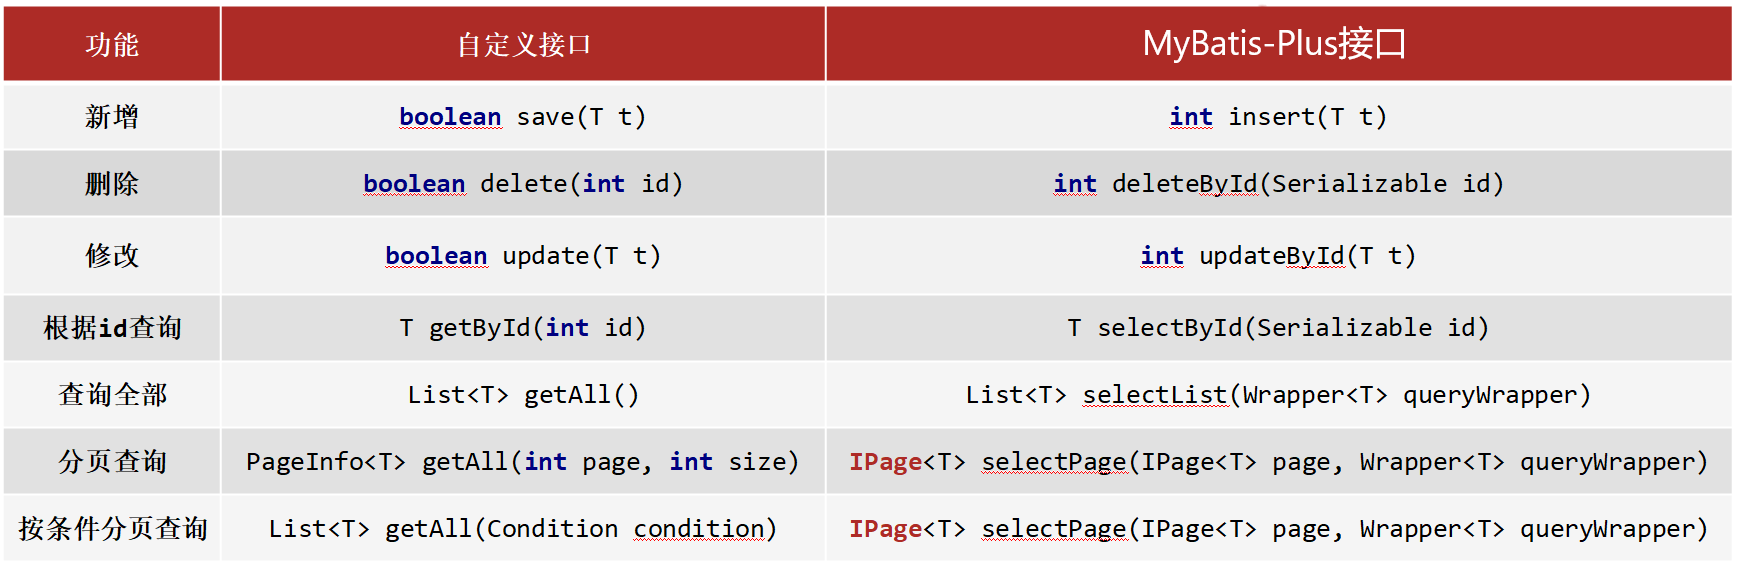 功能 自定义接口 MyBatis-Plus接口
新增 boolean save(T t) int insert(T t)
删除 boolean delete(int id) int deleteById(Serializable id)
修改 boolean update(T t) int updateById(T t)
根据id查询 T getById(int id) T selectById(Serializable id)
查询全部 List<T> getAll() List<T> selectList(Wrapper<T> queryWrapper)
分页查询 PageInfo<T> getAll(int page, int size) IPage<T> selectPage(IPage<T> page, Wrapper<T> queryWrapper)
按条件分页查询 List<T> getAll(Condition condition) IPage<T> selectPage(IPage<T> page, Wrapper<T> queryWrapper)